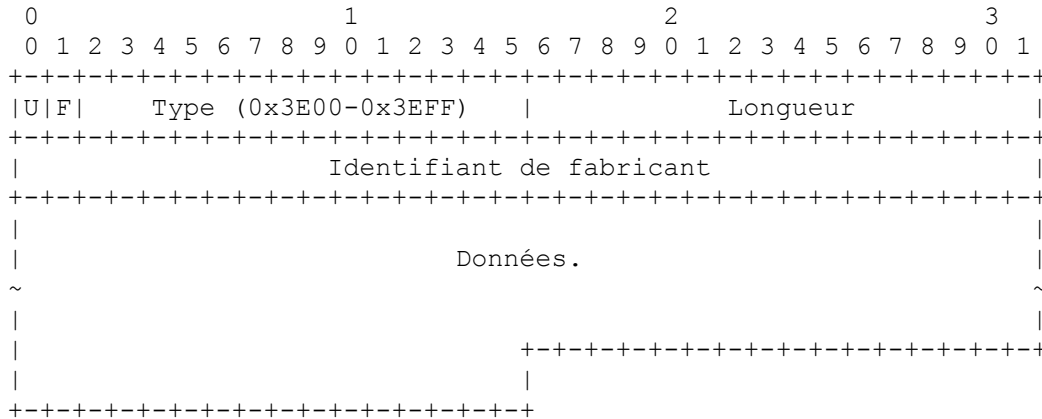 0                   1                   2                   3
 0 1 2 3 4 5 6 7 8 9 0 1 2 3 4 5 6 7 8 9 0 1 2 3 4 5 6 7 8 9 0 1
+-+-+-+-+-+-+-+-+-+-+-+-+-+-+-+-+-+-+-+-+-+-+-+-+-+-+-+-+-+-+-+-+
|U|F|    Type (0x3E00-0x3EFF)   |            Longueur           |
+-+-+-+-+-+-+-+-+-+-+-+-+-+-+-+-+-+-+-+-+-+-+-+-+-+-+-+-+-+-+-+-+
|                   Identifiant de fabricant                    |
+-+-+-+-+-+-+-+-+-+-+-+-+-+-+-+-+-+-+-+-+-+-+-+-+-+-+-+-+-+-+-+-+
|                                                               |
|                           Données.                            |
~                                                               ~
|                                                               |
|                               +-+-+-+-+-+-+-+-+-+-+-+-+-+-+-+-+
|                               |
+-+-+-+-+-+-+-+-+-+-+-+-+-+-+-+-+